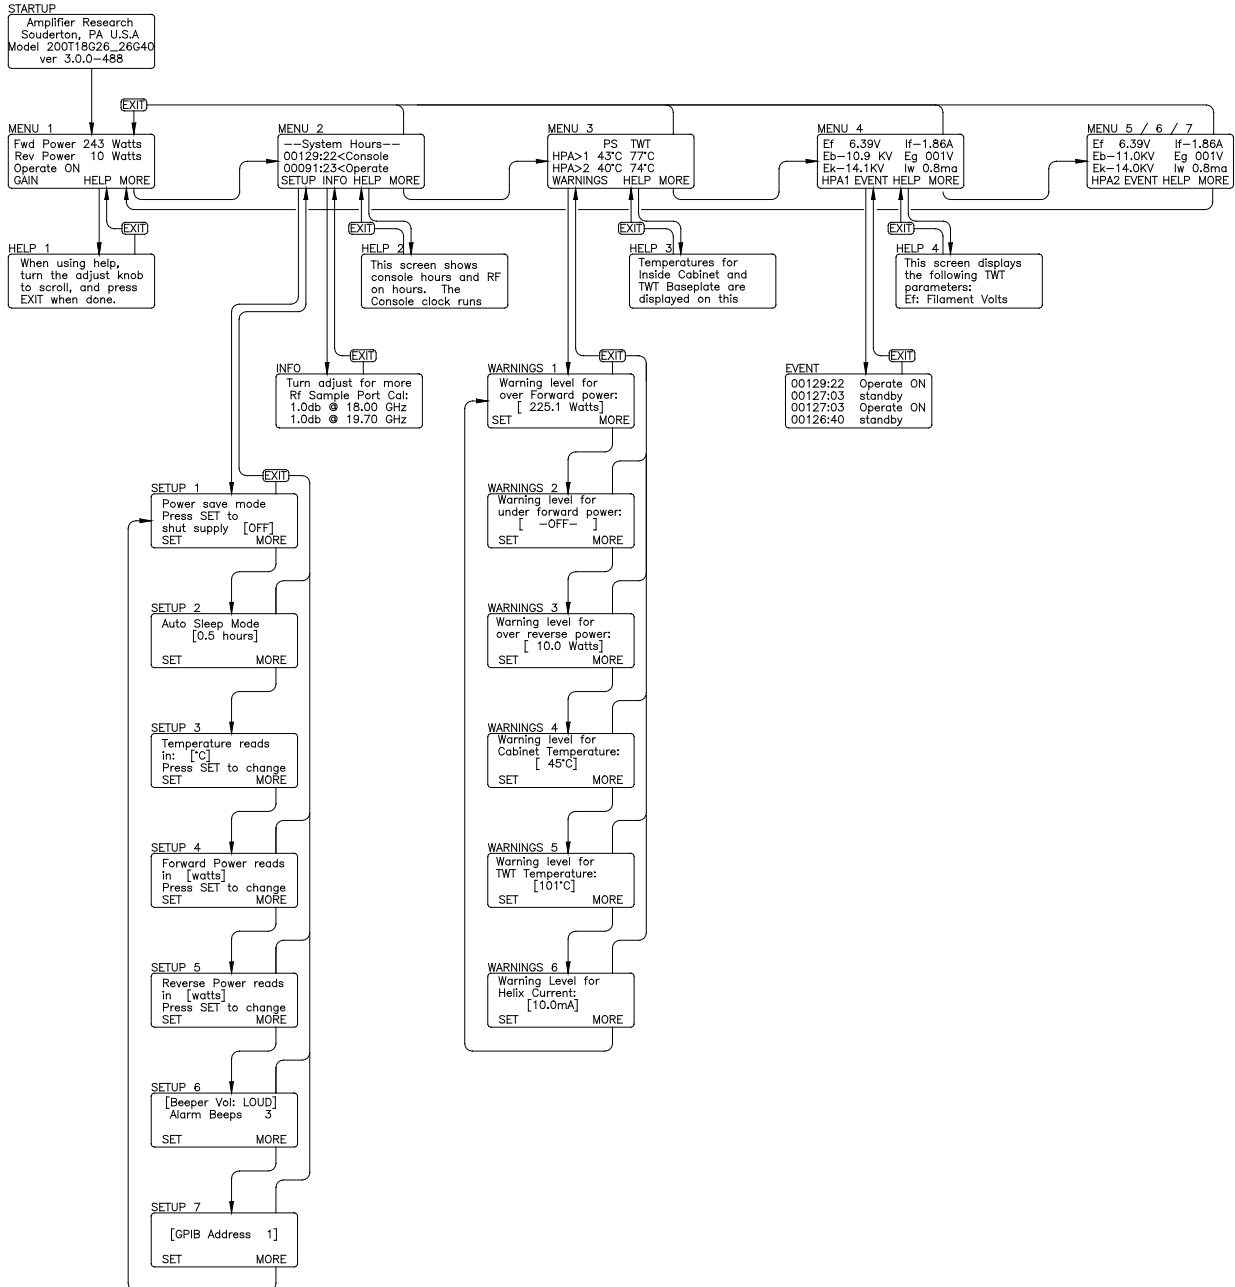 STARTUP
Amplifier Research
Souderton, PA U.S.A
Model 200T18G26_26G40
ver 3.0.0-488
EXIT
MENU 1
Fwd Power 243 Watts
Rev Power 10 Watts
Operate ON
GAIN HELP MORE
MENU 2
--System Hours--
00129:22<Console
00091:23<Operate
SETUP INFO HELP MORE
MENU 3
PS TWT
HPA>1 43°C 77°C
HPA>2 40°C 74°C
WARNINGS HELP MORE
MENU 4
Ef 6.39V If-1.86A
Eb-10.9 KV Eg 001V
Ek-14.1KV Iw 0.8ma
HPA1 EVENT HELP MORE
MENU 5 / 6 / 7
Ef 6.39V If-1.86A
Eb-11.0KV Eg 001V
Ek-14.0KV Iw 0.8ma
HPA2 EVENT HELP MORE
EXIT
EXIT
EXIT
EXIT
HELP 1
When using help,
turn the adjust knob
to scroll, and press
EXIT when done.
HELP 2
This screen shows
console hours and RF
on hours. The
Console clock runs
HELP 3
Temperatures for
Inside Cabinet and
TWT Baseplate are
displayed on this
HELP 4
This screen displays
the following TWT
parameters:
Ef: Filament Volts
EXIT
EXIT
EXIT
INFO
Turn adjust for more
Rf Sample Port Cal:
1.0db @ 18.00 GHz
1.0db @ 19.70 GHz
WARNINGS 1
Warning level for
over Forward power:
[ 225.1 Watts]
SET MORE
EVENT
00129:22 Operate ON
00127:03 standby
00127:03 Operate ON
00126:40 standby
EXIT
SETUP 1
Power save mode
Press SET to
shut supply [OFF]
SET MORE
WARNINGS 2
Warning level for
under forward power:
[ -OFF- ]
SET MORE
SETUP 2
Auto Sleep Mode
[0.5 hours]
SET MORE
WARNINGS 3
Warning level for
over reverse power:
[ 10.0 Watts]
SET MORE
SETUP 3
Temperature reads
in: [°C]
Press SET to change
SET MORE
WARNINGS 4
Warning level for
Cabinet Temperature:
[ 45°C]
SET MORE
SETUP 4
Forward Power reads
in [watts]
Press SET to change
SET MORE
WARNINGS 5
Warning level for
TWT Temperature:
[101°C]
SET MORE
SETUP 5
Reverse Power reads
in [watts]
Press SET to change
SET MORE
WARNINGS 6
Warning Level for
Helix Current:
[10.0mA]
SET MORE
SETUP 6
[Beeper Vol: LOUD]
Alarm Beeps 3
SET MORE
SETUP 7
[GPIB Address 1]
SET MORE